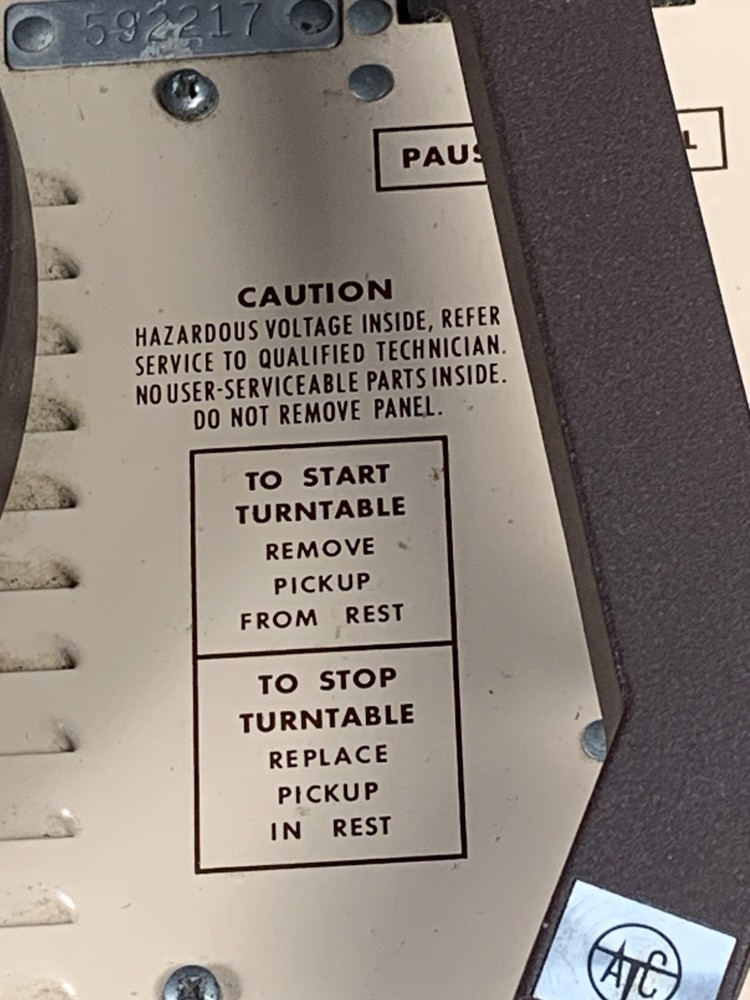 592217
PAUS L
CAUTION
HAZARDOUS VOLTAGE INSIDE, REFER
SERVICE TO QUALIFIED TECHNICIAN.
NO USER-SERVICEABLE PARTS INSIDE.
DO NOT REMOVE PANEL.
TO START
TURNTABLE
REMOVE
PICKUP
FROM REST
TO STOP
TURNTABLE
REPLACE
PICKUP
IN REST
ATC